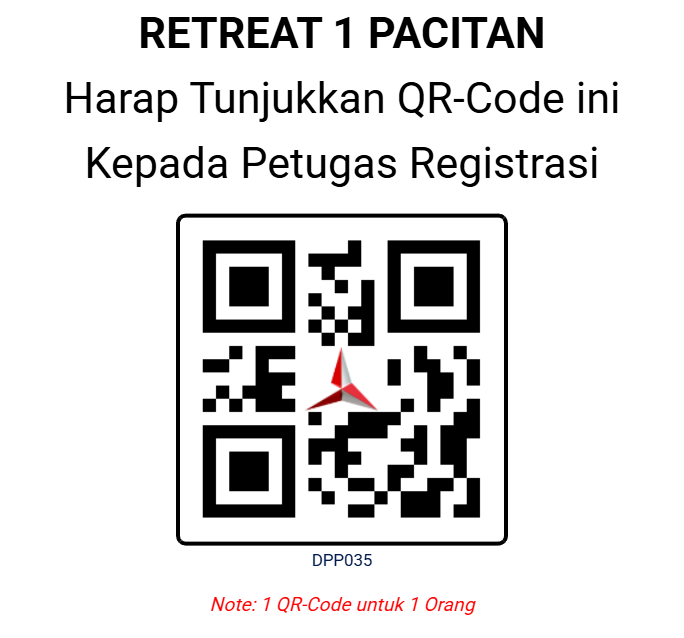 RETREAT 1 PACITAN
Harap Tunjukkan QR-Code ini
Kepada Petugas Registrasi
DPP035
Note: 1 QR-Code untuk 1 Orang